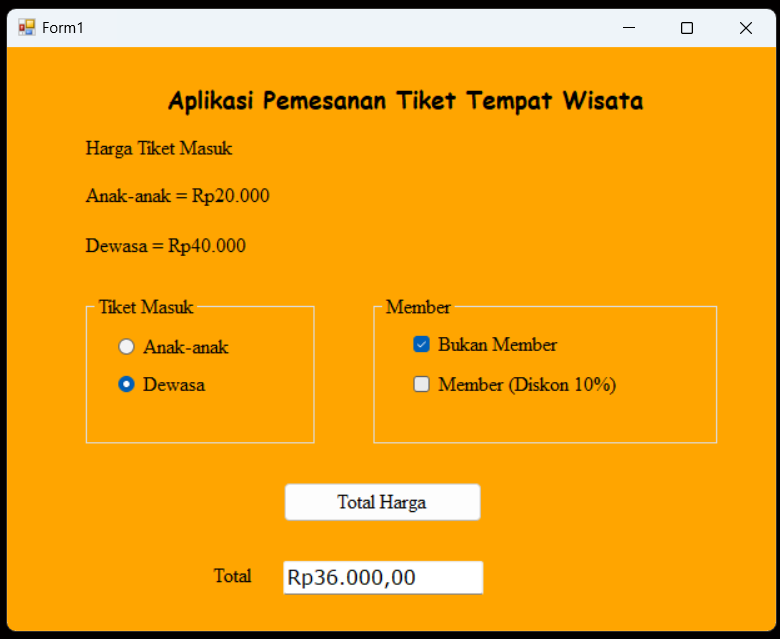 Form1
Aplikasi Pemesanan Tiket Tempat Wisata
Harga Tiket Masuk
Anak-anak = Rp20.000
Dewasa = Rp40.000
Tiket Masuk
Anak-anak
Dewasa
Member
Bukan Member
Member (Diskon 10%)
Total Harga
Total Rp36.000,00